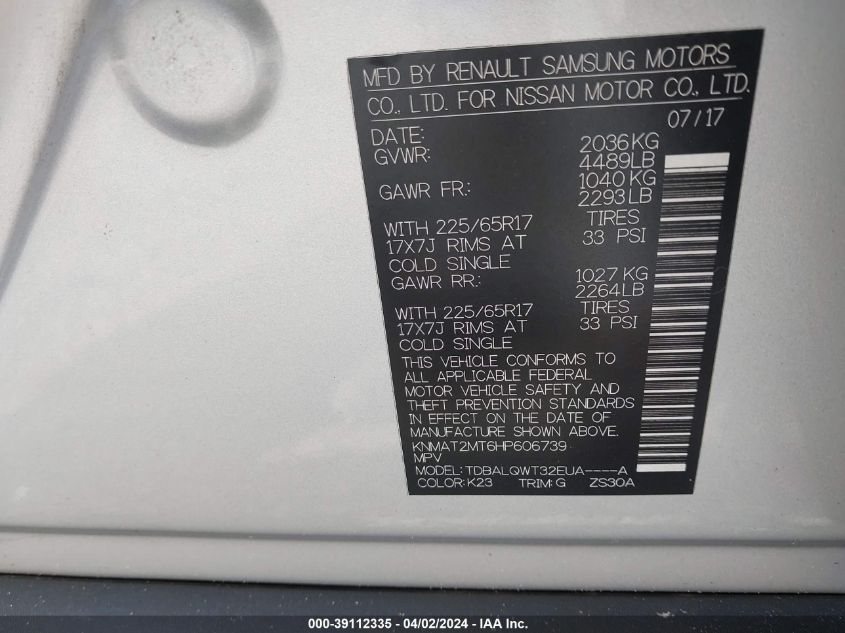 MFD BY RENAULT SAMSUNG MOTORS
CO., LTD. FOR NISSAN MOTOR CO., LTD.
07/17
DATE:
GVWR: 2036KG
4489LB
GAWR FR: 1040 KG
2293LB
WITH 225/65R17 TIRES
17X7J RIMS AT 33 PSI
COLD SINGLE
GAWR RR: 1027 KG
2264LB
WITH 225/65R17 TIRES
17X7J RIMS AT 33 PSI
COLD SINGLE
THIS VEHICLE CONFORMS TO
ALL APPLICABLE FEDERAL
MOTOR VEHICLE SAFETY AND
THEFT PREVENTION STANDARDS
IN EFFECT ON THE DATE OF
MANUFACTURE SHOWN ABOVE.
KNMAT2MT6HP606739
MPV
MODEL: TDBALQWT32EUA----A
COLOR: K23 TRIM: G ZS30A
000-39112335 - 04/02/2024 - IAA Inc.